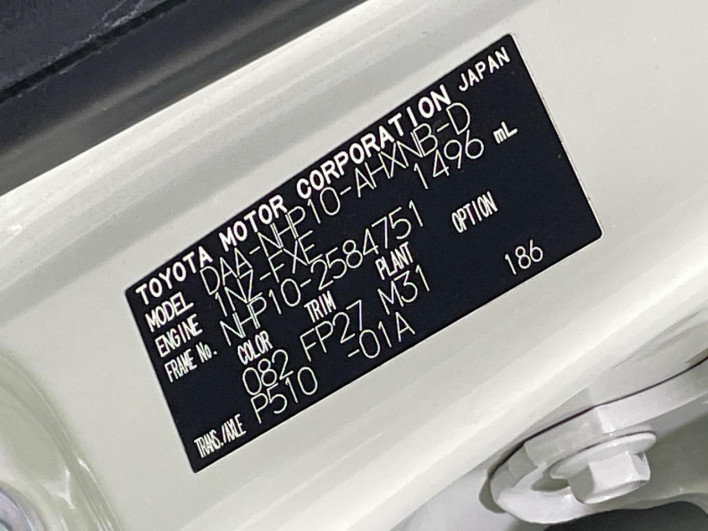 TOYOTA MOTOR CORPORATION JAPAN
MODEL DAA-NHP10-AHXNB-D
ENGINE 1NZ-FXE 1496 mL
FRAME No. NHP10-2584751
COLOR TRIM PLANT OPTION
082 FP27 M31 186
TRANS./AXLE P510 -01A